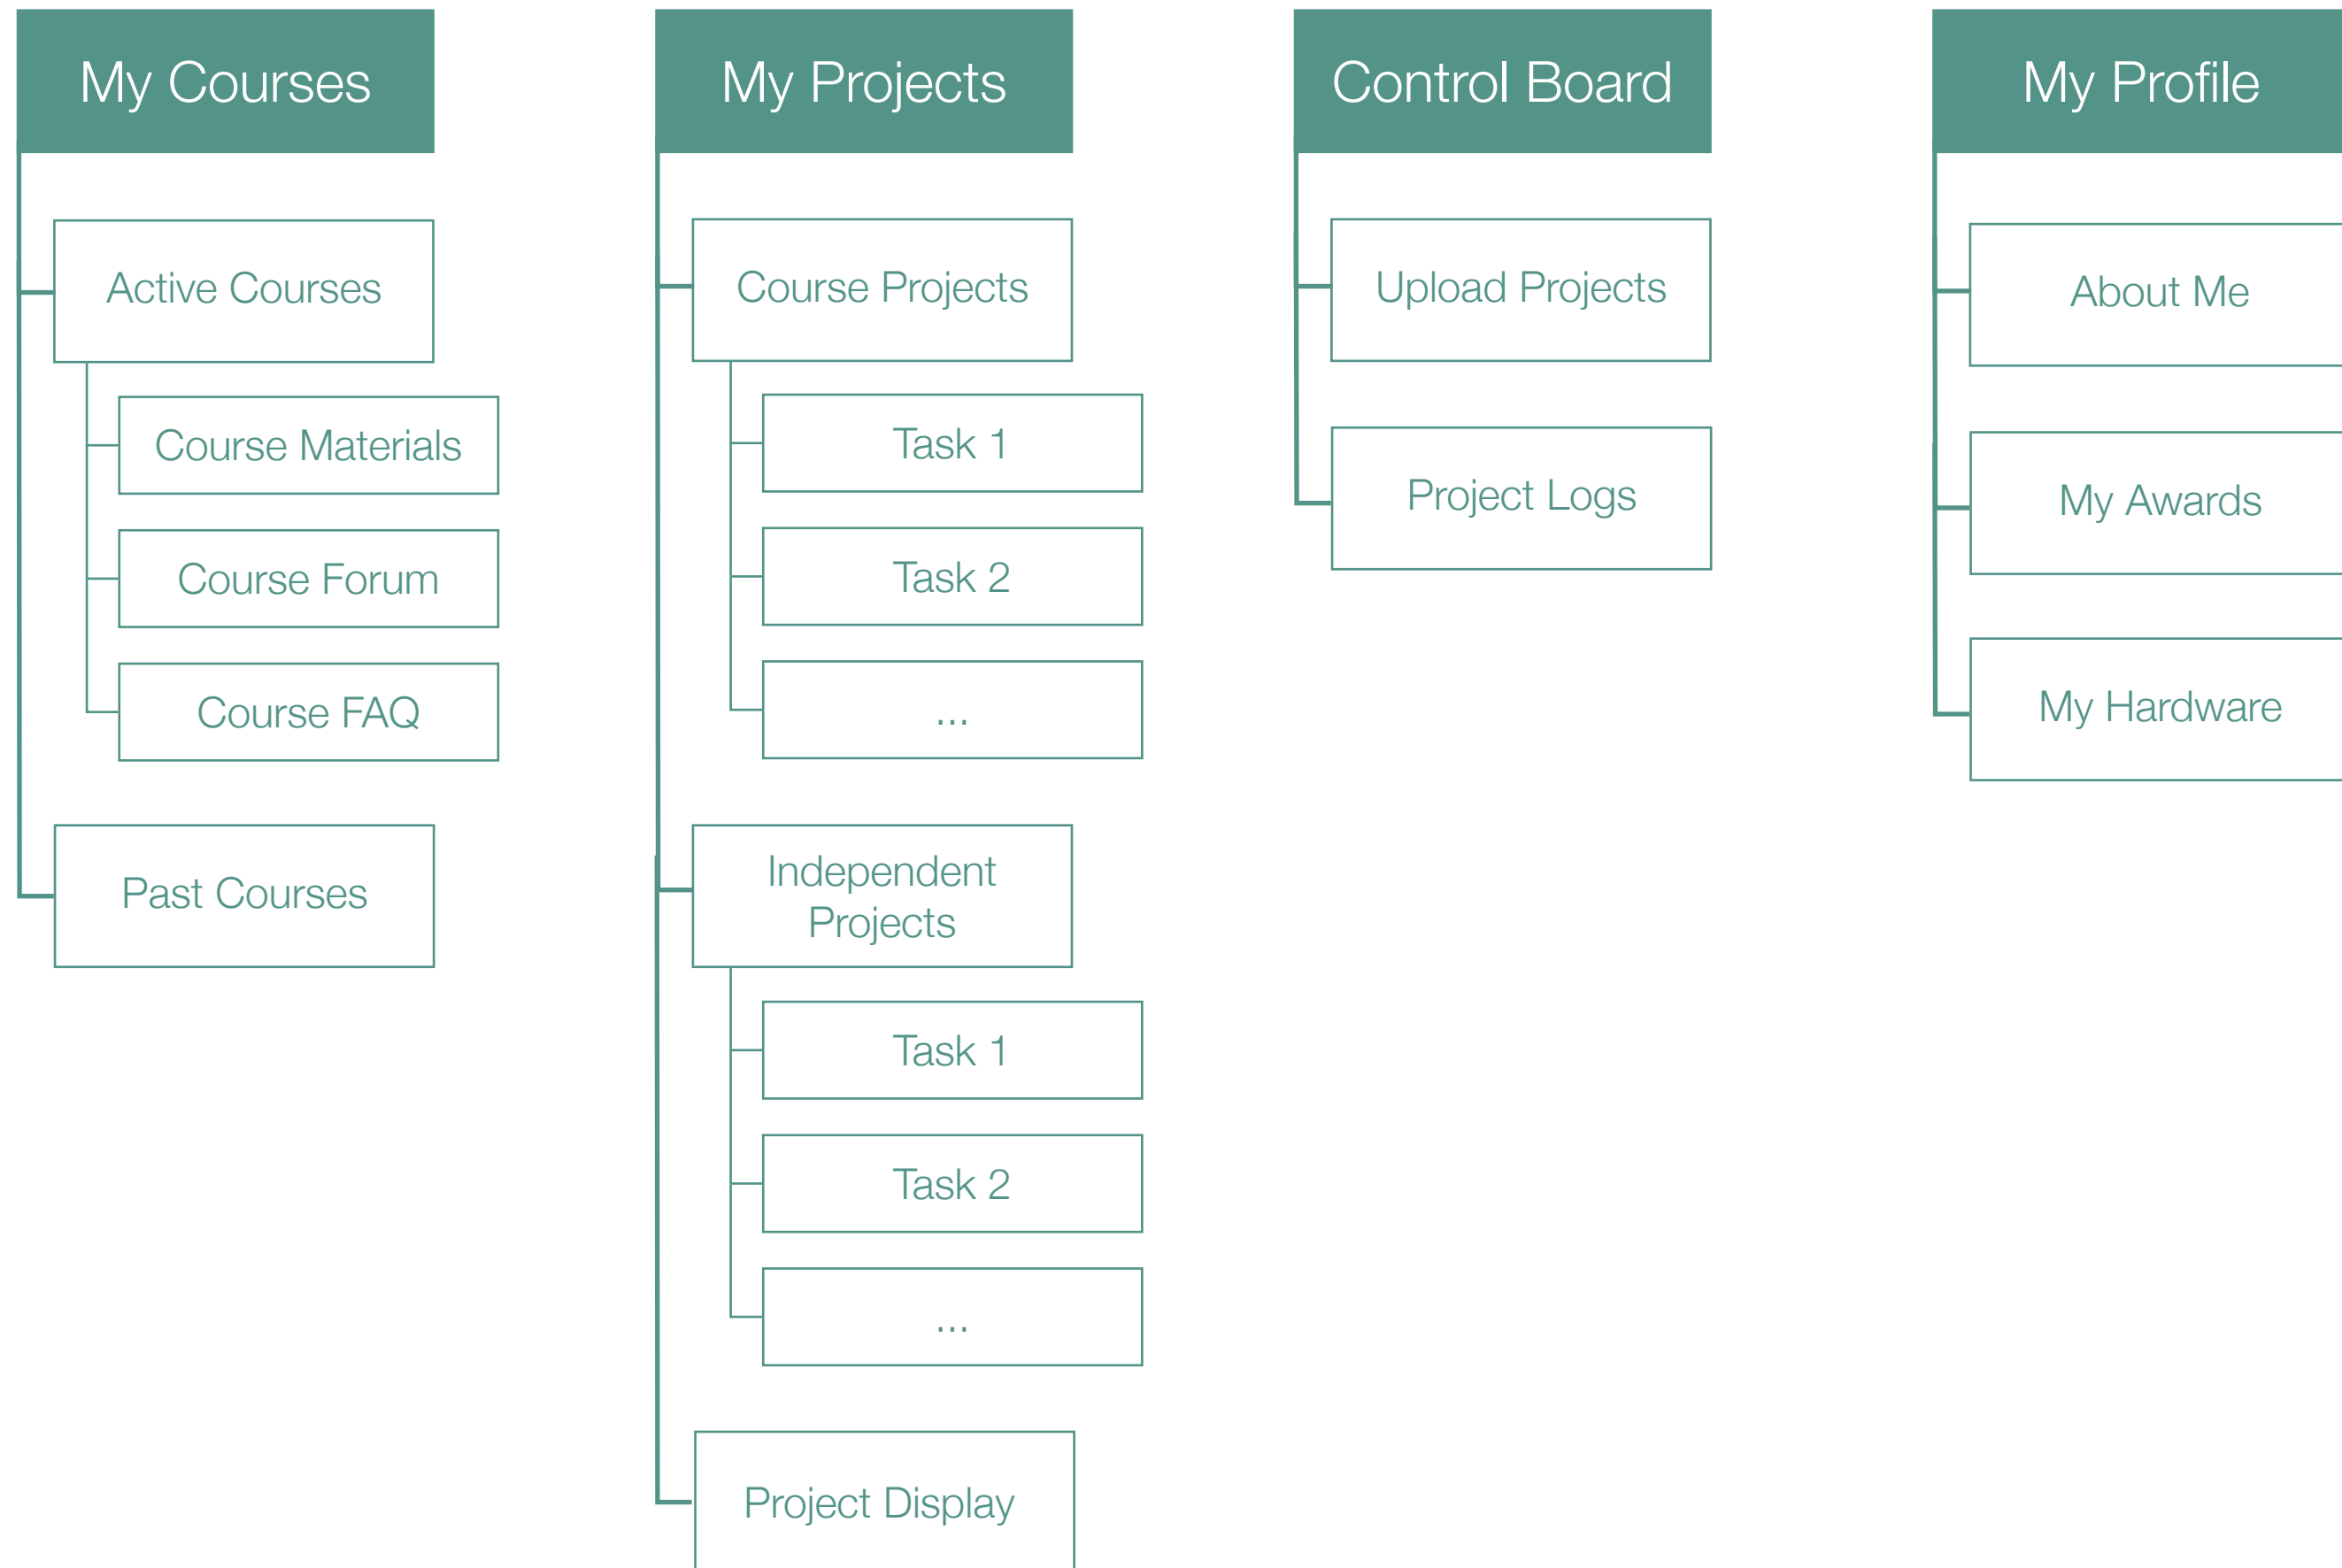 My Courses
Active Courses
Course Materials
Course Forum
Course FAQ
Past Courses
My Projects
Course Projects
Task 1
Task 2
...
Independent
Projects
Task 1
Task 2
...
Project Display
Control Board
Upload Projects
Project Logs
My Profile
About Me
My Awards
My Hardware